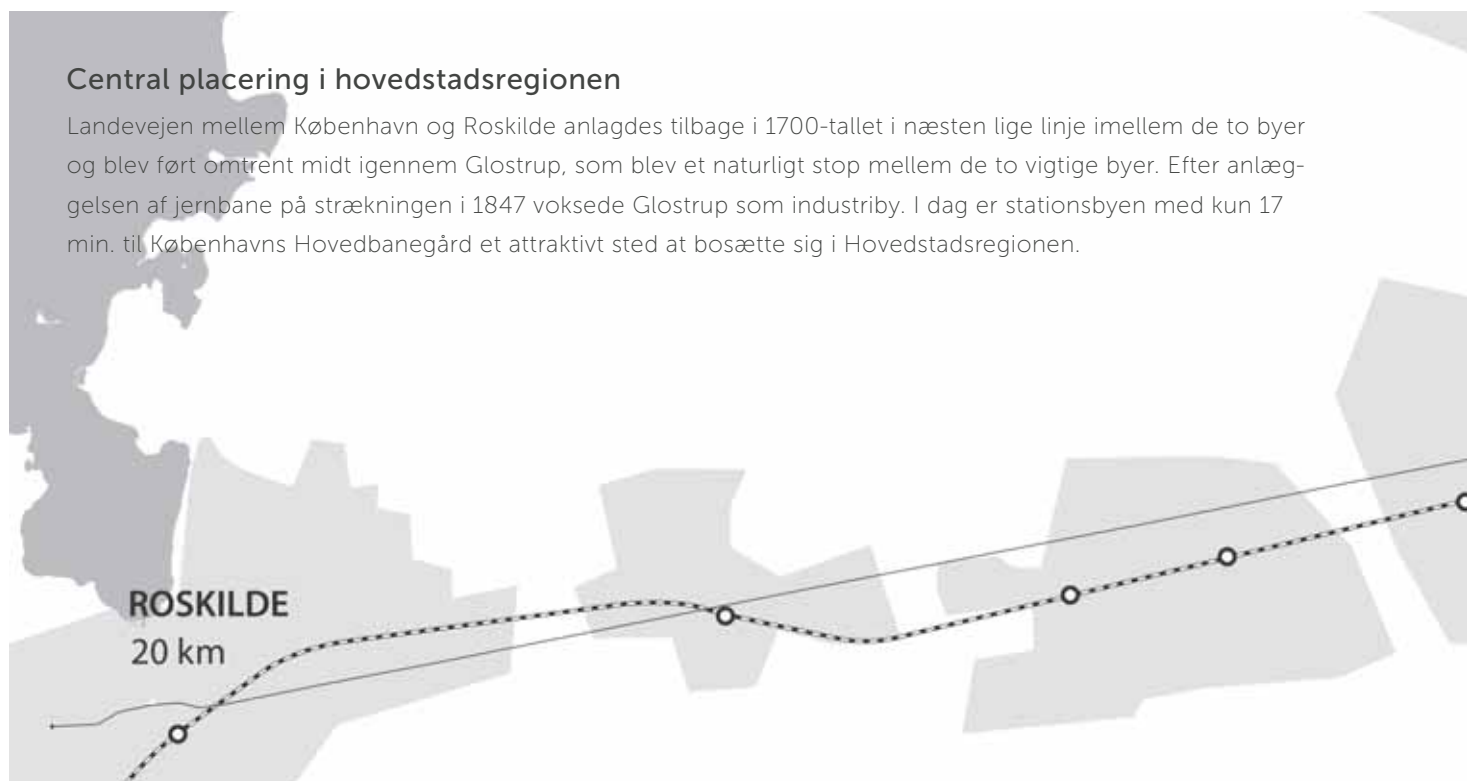 Central placering i hovedstadsregionen
Landevejen mellem København og Roskilde anlagdes tilbage i 1700-tallet i næsten lige linje imellem de to byer
og blev ført omtrent midt igennem Glostrup, som blev et naturligt stop mellem de to vigtige byer. Efter anlæg-
gelsen af jernbane på strækningen i 1847 voksede Glostrup som industriby. I dag er stationsbyen med kun 17
min. til Københavns Hovedbanegård et attraktivt sted at bosætte sig i Hovedstadsregionen.
ROSKILDE
20 km